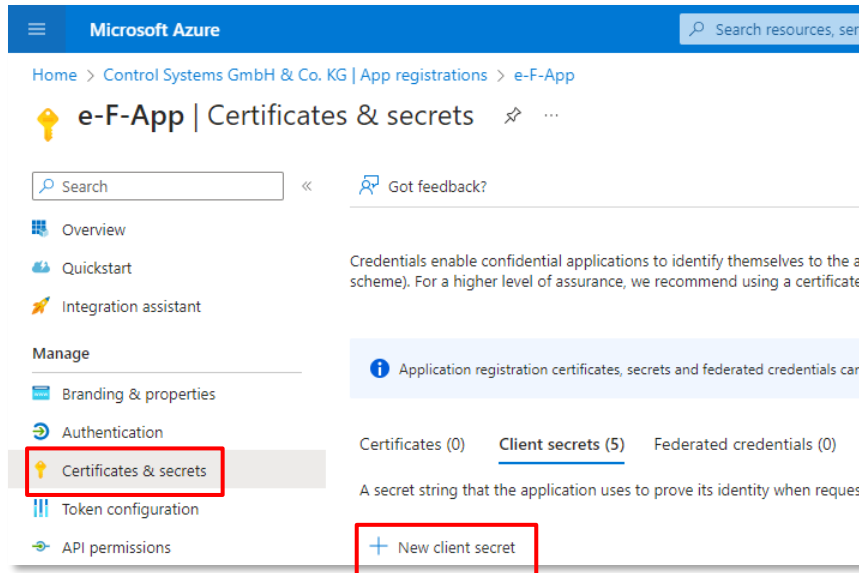 Microsoft Azure
Search resources, ser
Home > Control Systems GmbH & Co. KG | App registrations > e-F-App
e-F-App | Certificates & secrets
Search
Got feedback?
Overview
Quickstart
Integration assistant
Credentials enable confidential applications to identify themselves to the a
scheme). For a higher level of assurance, we recommend using a certificate
Manage
Application registration certificates, secrets and federated credentials can
Branding & properties
Authentication
Certificates & secrets
Token configuration
API permissions
Certificates (0)
Client secrets (5)
Federated credentials (0)
A secret string that the application uses to prove its identity when reques
New client secret